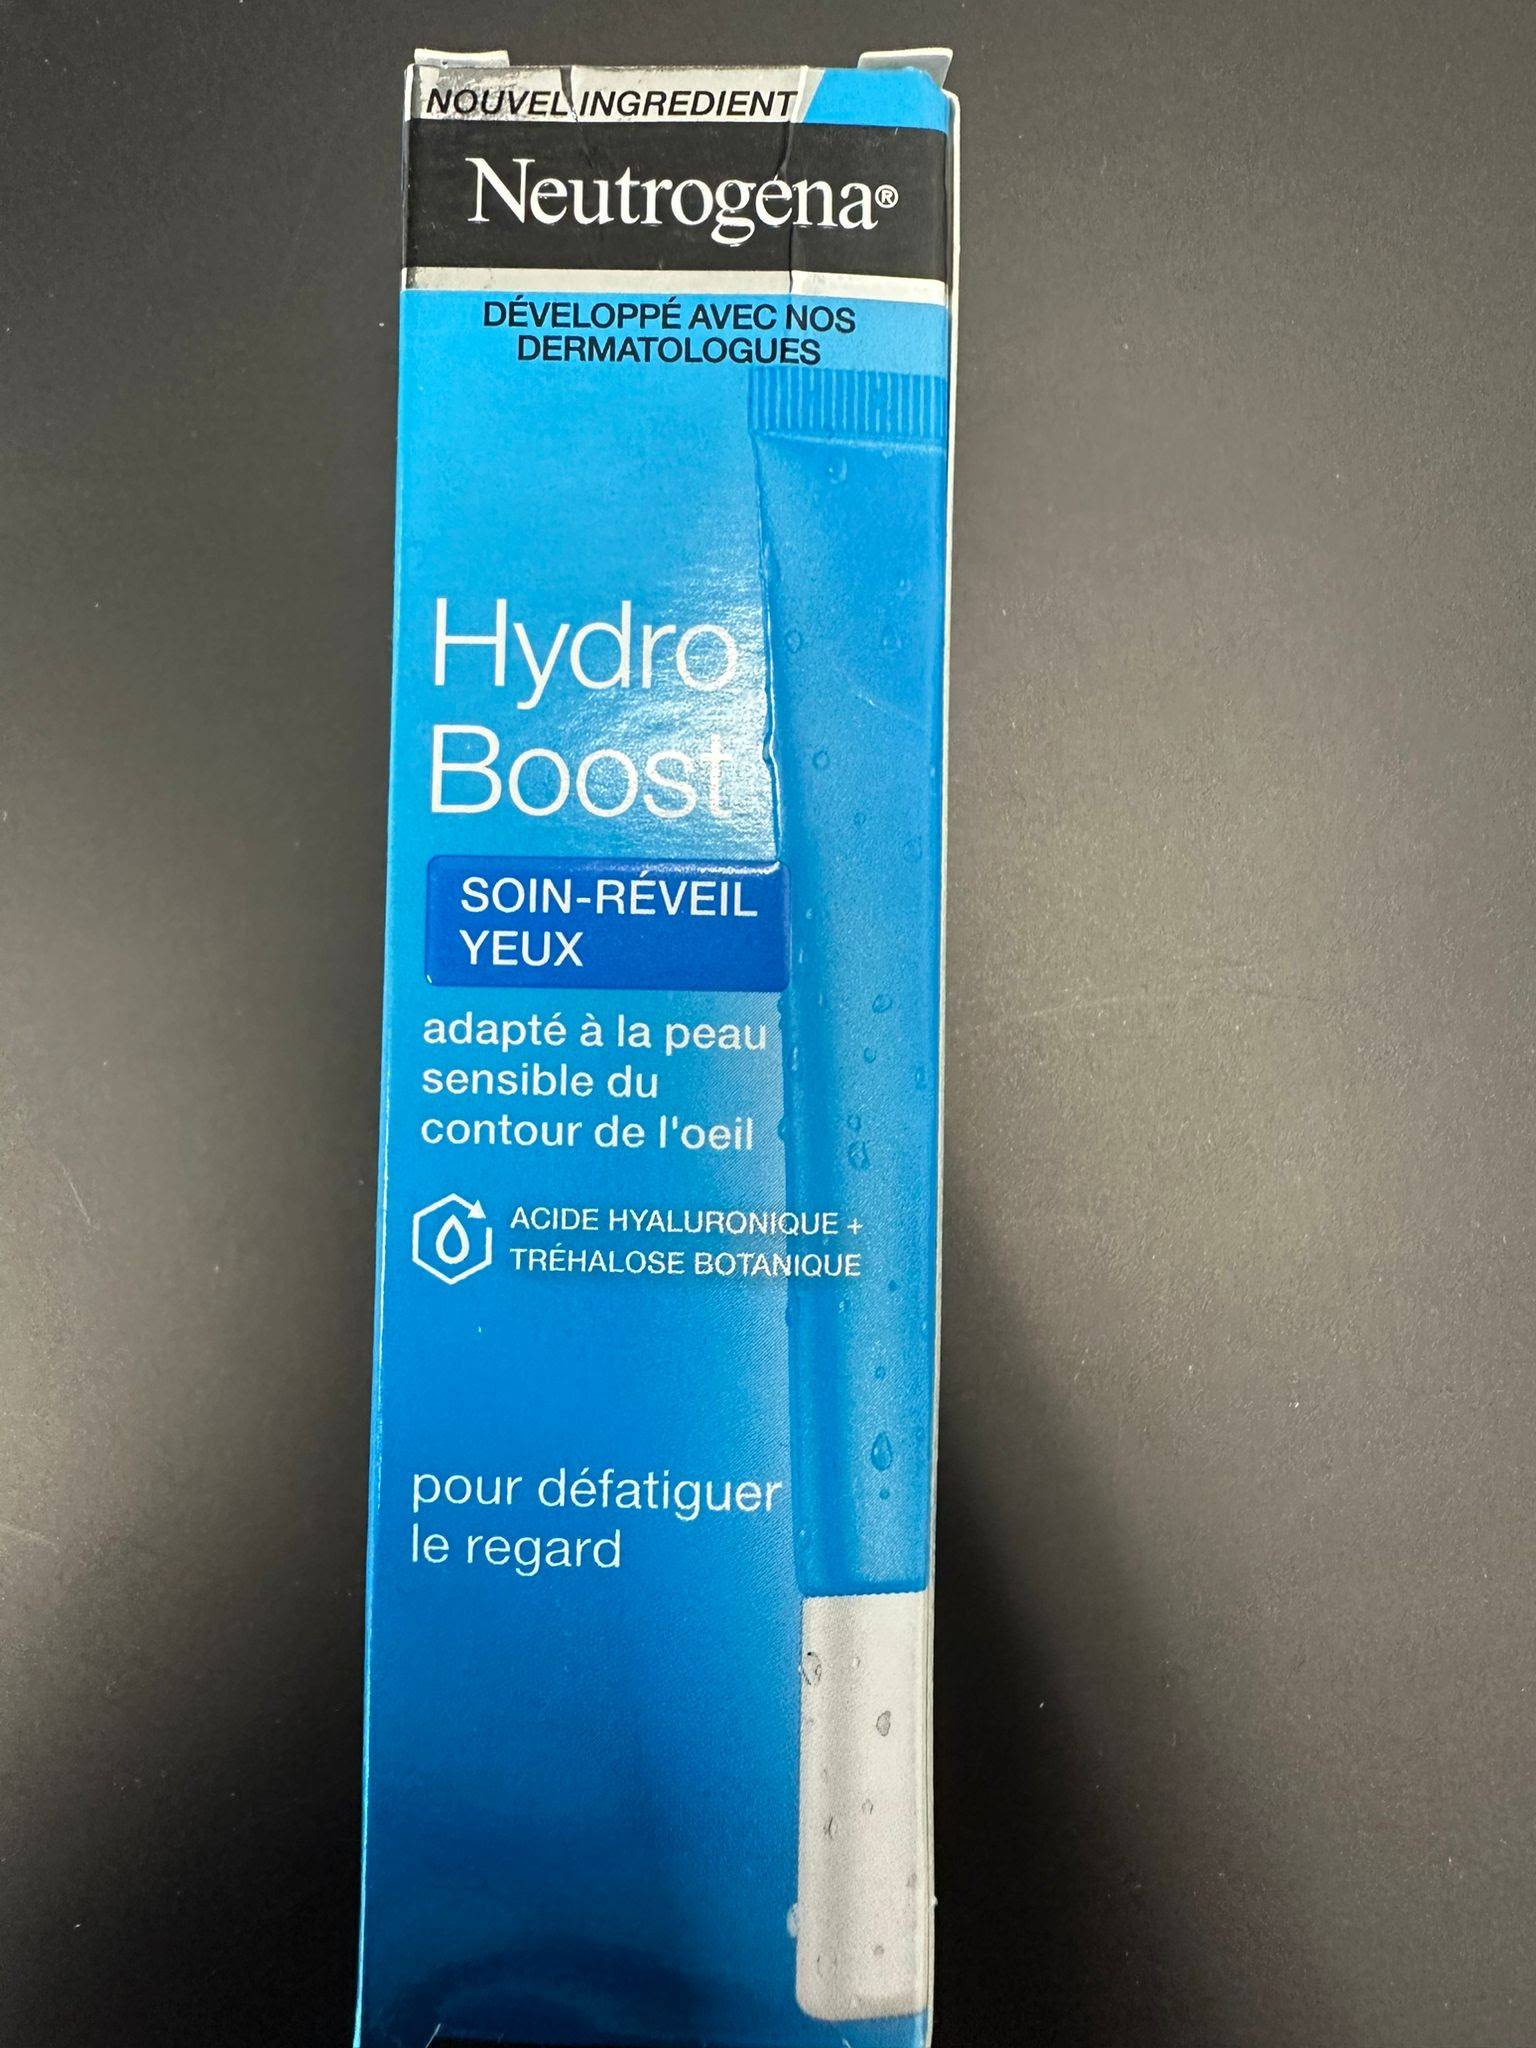 NOUVEL INGREDIENT
Neutrogena®
DÉVELOPPÉ AVEC NOS
DERMATOLOGUES
Hydro
Boost
SOIN-RÉVEIL
YEUX
adapté à la peau
sensible du
contour de l'oeil
ACIDE HYALURONIQUE +
TRÉHALOSE BOTANIQUE
pour défatiguer
le regard